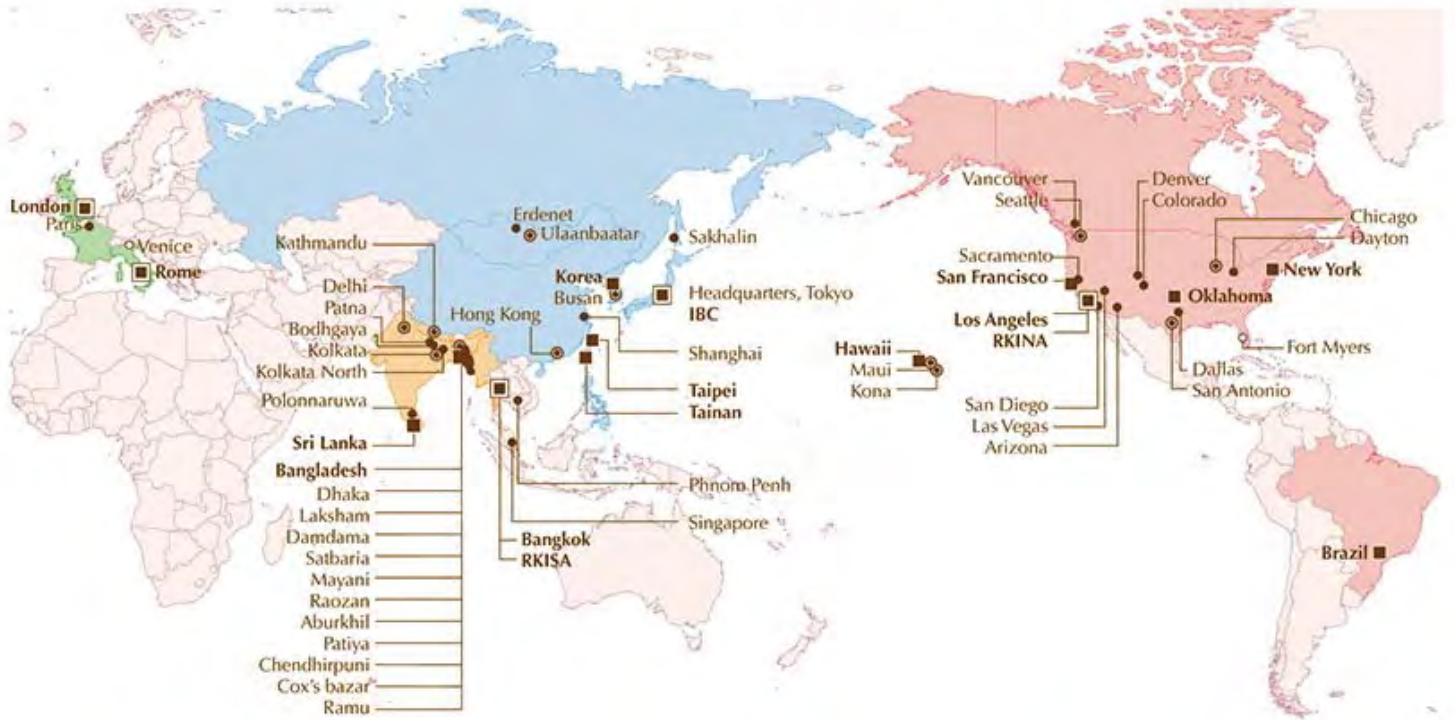 London
Paris
Venice
Rome
Kathmandu
Delhi
Patna
Bodhgaya
Kolkata
Kolkata North
Polonnaruwa
Sri Lanka
Bangladesh
Dhaka
Laksham
Damdama
Satbaria
Mayani
Raozan
Aburkhil
Patiya
Chendhirpuni
Cox's bazar
Ramu
Erdenet
Ulaanbaatar
Sakhalin
Korea
Busan
Hong Kong
Headquarters, Tokyo
IBC
Shanghai
Taipei
Tainan
Phnom Penh
Singapore
Bangkok
RKISA
Vancouver
Seattle
Sacramento
San Francisco
Los Angeles
RKINA
Hawaii
Maui
Kona
San Diego
Las Vegas
Arizona
Denver
Colorado
Chicago
Dayton
New York
Oklahoma
Fort Myers
Dallas
San Antonio
Brazil